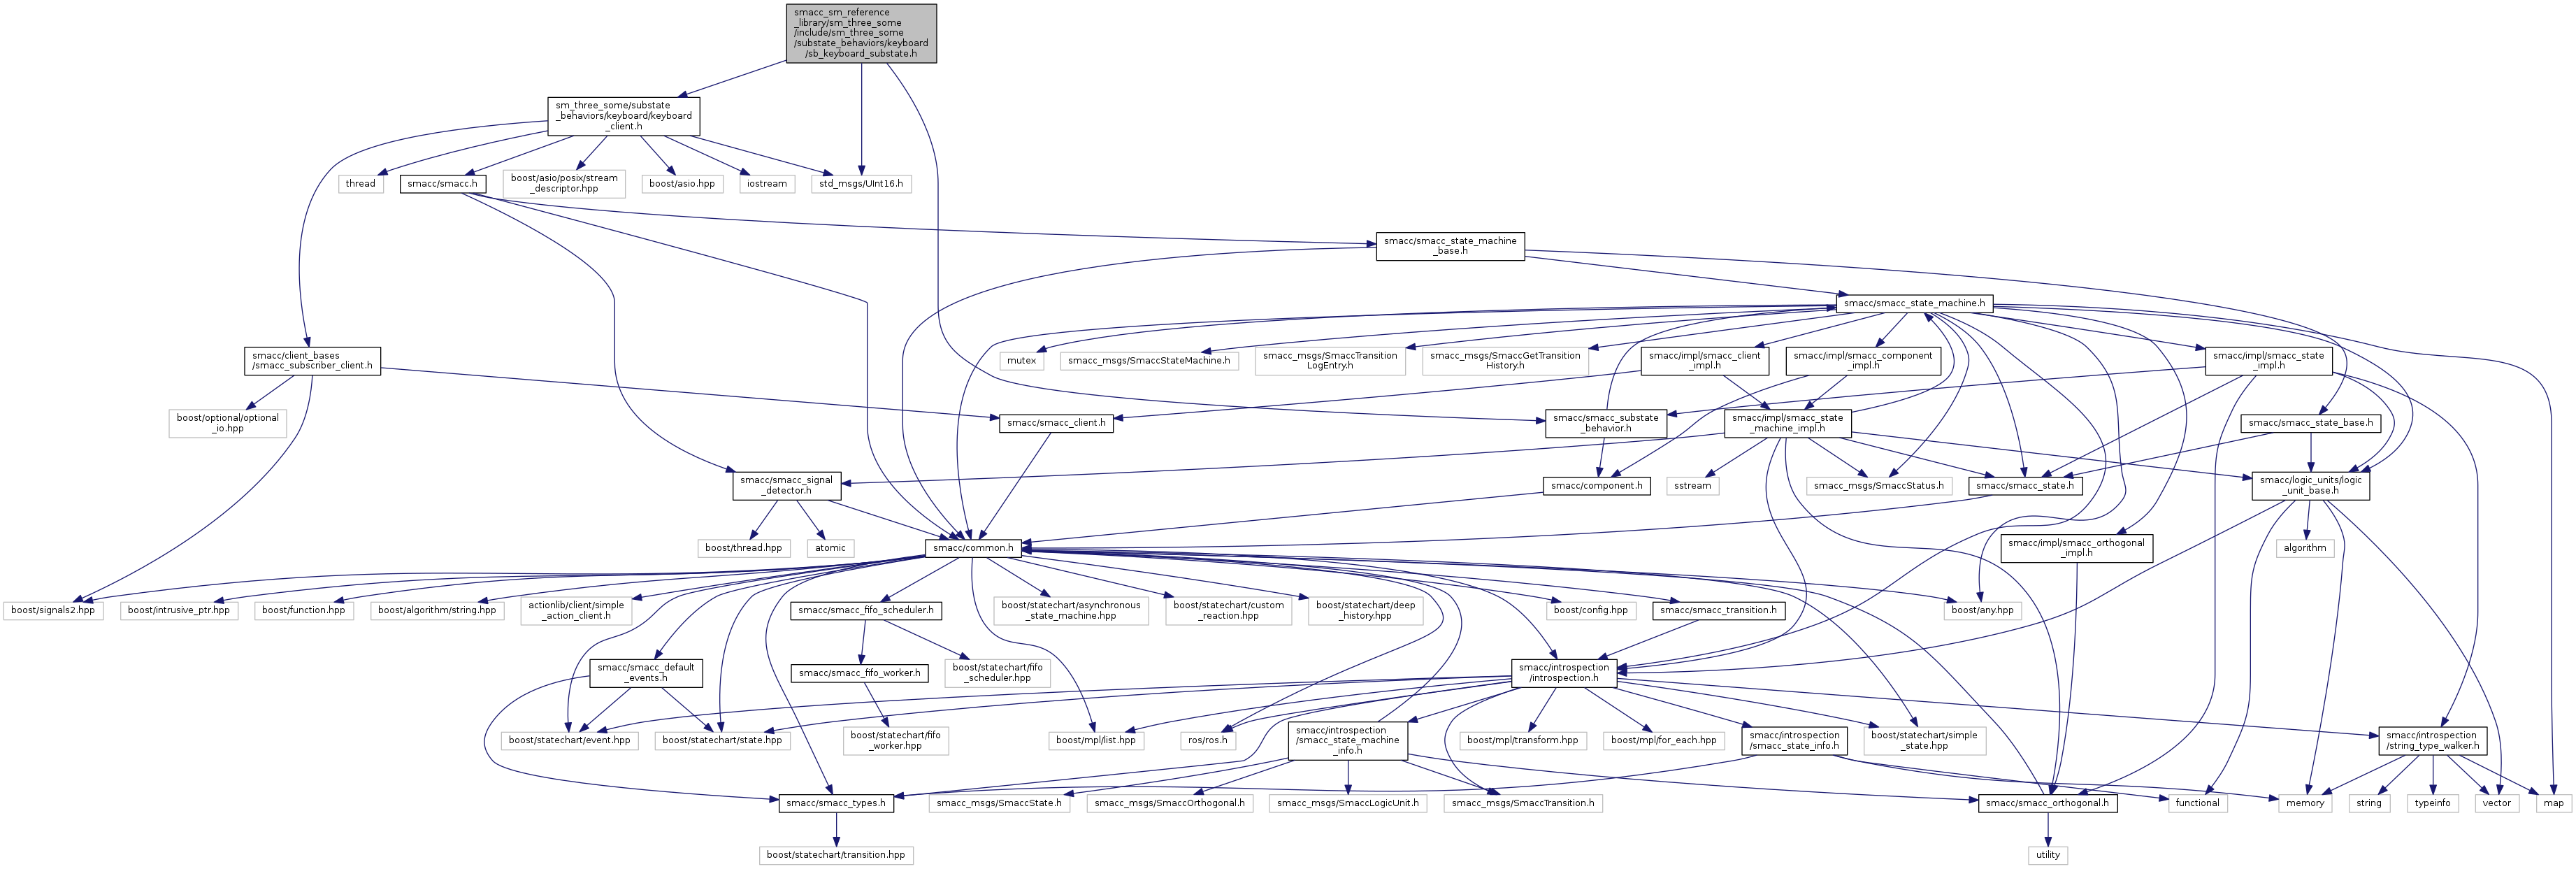 smacc_sm_reference
_library/sm_three_some
/include/sm_three_some
/substate_behaviors/keyboard
/sb_keyboard_substate.h
sm_three_some/substate
_behaviors/keyboard/keyboard
_client.h
thread
smacc/smacc.h
boost/asio/posix/stream
_descriptor.hpp
boost/asio.hpp
iostream
std_msgs/UInt16.h
smacc/smacc_state_machine
_base.h
smacc/smacc_state_machine.h
smacc/client_bases
/smacc_subscriber_client.h
mutex
smacc_msgs/SmaccStateMachine.h
smacc_msgs/SmaccTransition
LogEntry.h
smacc_msgs/SmaccGetTransition
History.h
smacc/impl/smacc_client
_impl.h
smacc/impl/smacc_component
_impl.h
smacc/impl/smacc_state
_impl.h
boost/optional/optional
_io.hpp
smacc/smacc_client.h
smacc/smacc_substate
_behavior.h
smacc/impl/smacc_state
_machine_impl.h
smacc/smacc_state_base.h
smacc/smacc_signal
_detector.h
smacc/component.h
sstream
smacc_msgs/SmaccStatus.h
smacc/smacc_state.h
smacc/logic_units/logic
_unit_base.h
boost/thread.hpp
atomic
smacc/common.h
smacc/impl/smacc_orthogonal
_impl.h
algorithm
boost/signals2.hpp
boost/intrusive_ptr.hpp
boost/function.hpp
boost/algorithm/string.hpp
actionlib/client/simple
_action_client.h
smacc/smacc_fifo_scheduler.h
boost/statechart/asynchronous
_state_machine.hpp
boost/statechart/custom
_reaction.hpp
boost/statechart/deep
_history.hpp
boost/config.hpp
smacc/smacc_transition.h
boost/any.hpp
smacc/smacc_default
_events.h
smacc/smacc_fifo_worker.h
boost/statechart/fifo
_scheduler.hpp
smacc/introspection
/introspection.h
boost/statechart/event.hpp
boost/statechart/state.hpp
boost/statechart/fifo
_worker.hpp
boost/mpl/list.hpp
ros/ros.h
smacc/introspection
/smacc_state_machine
_info.h
boost/mpl/transform.hpp
boost/mpl/for_each.hpp
smacc/introspection
/smacc_state_info.h
boost/statechart/simple
_state.hpp
smacc/introspection
/string_type_walker.h
smacc/smacc_types.h
smacc_msgs/SmaccState.h
smacc_msgs/SmaccOrthogonal.h
smacc_msgs/SmaccLogicUnit.h
smacc_msgs/SmaccTransition.h
smacc/smacc_orthogonal.h
functional
memory
string
typeinfo
vector
map
boost/statechart/transition.hpp
utility